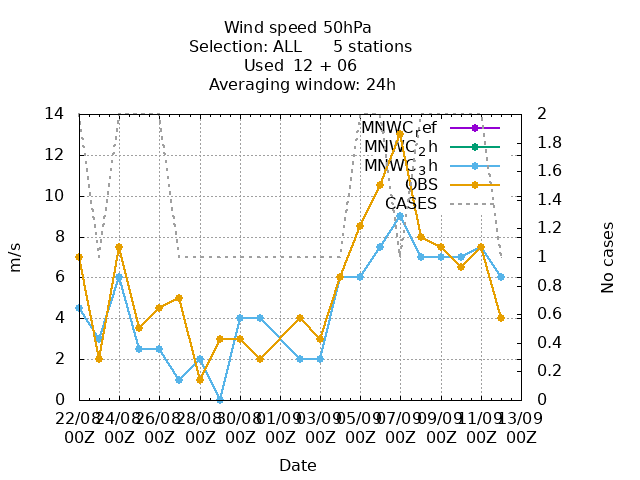 Wind speed 50hPa
Selection: ALL 5 stations
Used 12 + 06
Averaging window: 24h
14
12
10
8
6
4
2
0
m/s
2
1.8
1.6
1.4
1.2
1
0.8
0.6
0.4
0.2
0
No cases
MNWC_ref
MNWC_2h
MNWC_3h
OBS
CASES
22/08 24/08 26/08 28/08 30/08 01/09 03/09 05/09 07/09 09/09 11/09 13/09
00Z 00Z 00Z 00Z 00Z 00Z 00Z 00Z 00Z 00Z 00Z 00Z
Date